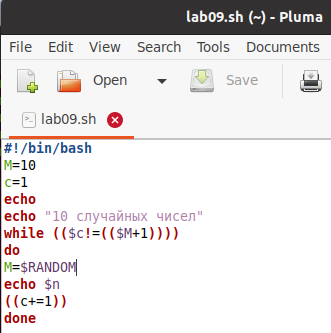 lab09.sh (~) - Pluma
File Edit View Search Tools Documents
Open Save
lab09.sh
#!/bin/bash
M=10
c=1
echo
echo "10 случайных чисел"
while (($c!=(($M+1))))
do
M=$RANDOM
echo $n
((c+=1))
done